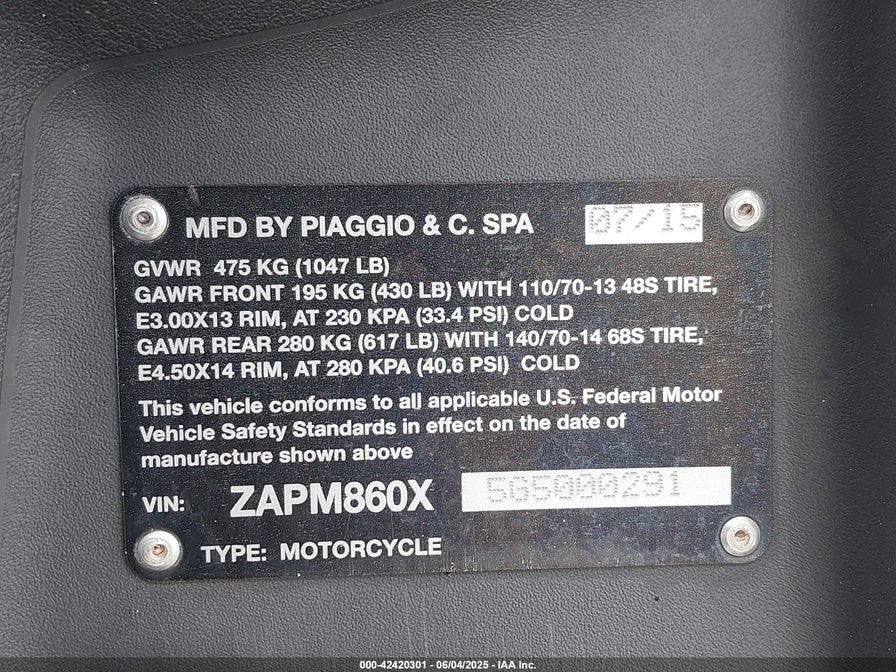 MFD BY PIAGGIO & C. SPA 07/15
GVWR 475 KG (1047 LB)
GAWR FRONT 195 KG (430 LB) WITH 110/70-13 48S TIRE,
E3.00X13 RIM, AT 230 KPA (33.4 PSI) COLD
GAWR REAR 280 KG (617 LB) WITH 140/70-14 68S TIRE,
E4.50X14 RIM, AT 280 KPA (40.6 PSI) COLD
This vehicle conforms to all applicable U.S. Federal Motor
Vehicle Safety Standards in effect on the date of
manufacture shown above
VIN: ZAPM860X 5G5000291
TYPE: MOTORCYCLE
000-42420301 - 06/04/2025 - IAA Inc.